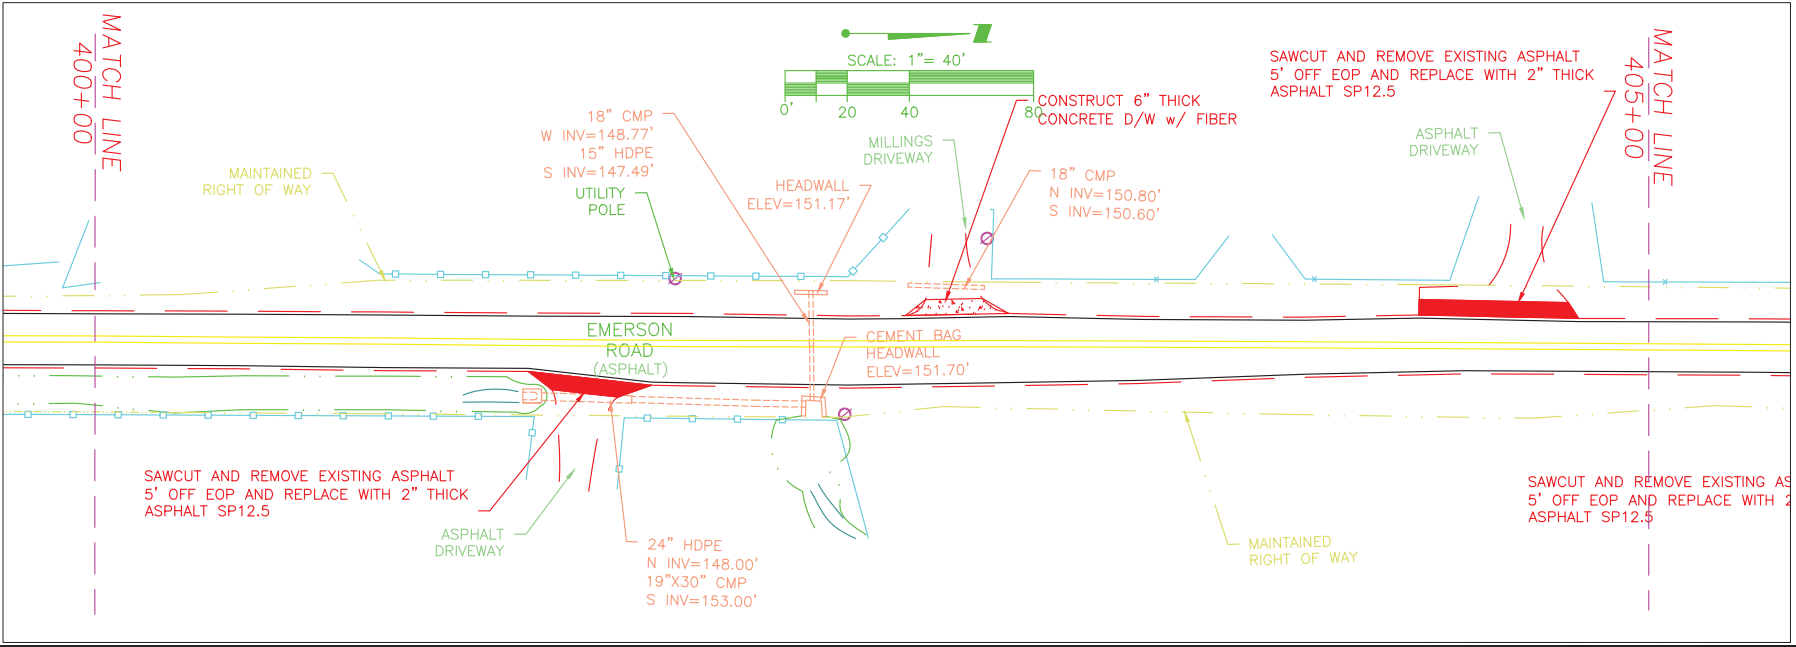 MATCH LINE
400+00
SCALE: 1"= 40'
0' 20 40 80
CONSTRUCT 6" THICK
CONCRETE D/W w/ FIBER
SAWCUT AND REMOVE EXISTING ASPHALT
5' OFF EOP AND REPLACE WITH 2" THICK
ASPHALT SP12.5
MATCH LINE
405+00
18" CMP
W INV=148.77'
15" HDPE
S INV=147.49'
MILLINGS
DRIVEWAY
ASPHALT
DRIVEWAY
MAINTAINED
RIGHT OF WAY
UTILITY
POLE
HEADWALL
ELEV=151.17'
18" CMP
N INV=150.80'
S INV=150.60'
EMERSON
ROAD
(ASPHALT)
CEMENT BAG
HEADWALL
ELEV=151.70'
SAWCUT AND REMOVE EXISTING ASPHALT
5' OFF EOP AND REPLACE WITH 2" THICK
ASPHALT SP12.5
ASPHALT
DRIVEWAY
24" HDPE
N INV=148.00'
19"X30" CMP
S INV=153.00'
MAINTAINED
RIGHT OF WAY
SAWCUT AND REMOVE EXISTING AS
5' OFF EOP AND REPLACE WITH 2
ASPHALT SP12.5